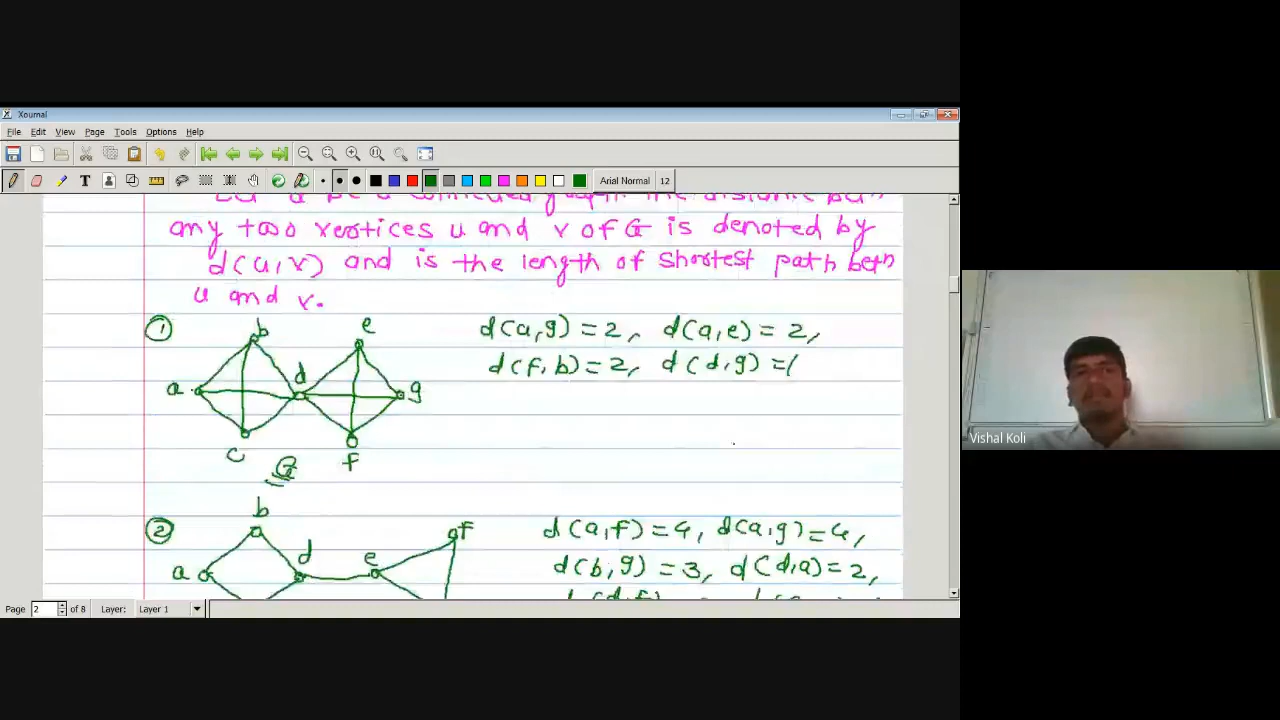 Xournal
File Edit View Page Tools Options Help
Arial Normal 12
any two vertices u and v of G is denoted by
d(u,v) and is the length of shortest path betn
u and v.
① b e d(a,g) = 2, d(a,e) = 2,
d(f,b) = 2, d(d,g) = 1
a d g
c f
G
② b f d(a,f) = 4, d(a,g) = 4,
a d e d(b,g) = 3, d(d,a) = 2,
Page 2 of 8 Layer: Layer 1
Vishal Koli